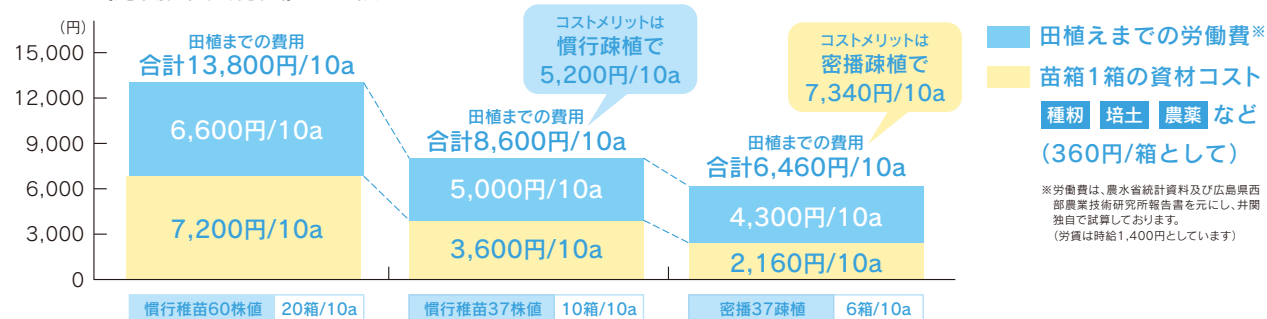 (円)
15,000
12,000
9,000
6,000
3,000
0
田植までの費用
合計13,800円/10a
6,600円/10a
7,200円/10a
慣行稚苗60株値 20箱/10a
コストメリットは
慣行疎植で
5,200円/10a
田植までの費用
合計8,600円/10a
5,000円/10a
3,600円/10a
慣行稚苗37株値 10箱/10a
コストメリットは
密播疎植で
7,340円/10a
田植までの費用
合計6,460円/10a
4,300円/10a
2,160円/10a
密播37疎植 6箱/10a
田植えまでの労働費※
苗箱1箱の資材コスト
種籾 培土 農薬 など
(360円/箱として)
※労働費は、農水省統計資料及び広島県西
部農業技術研究所報告書を元にし、井関
独自で試算しております。
(労賃は時給1,400円としています)